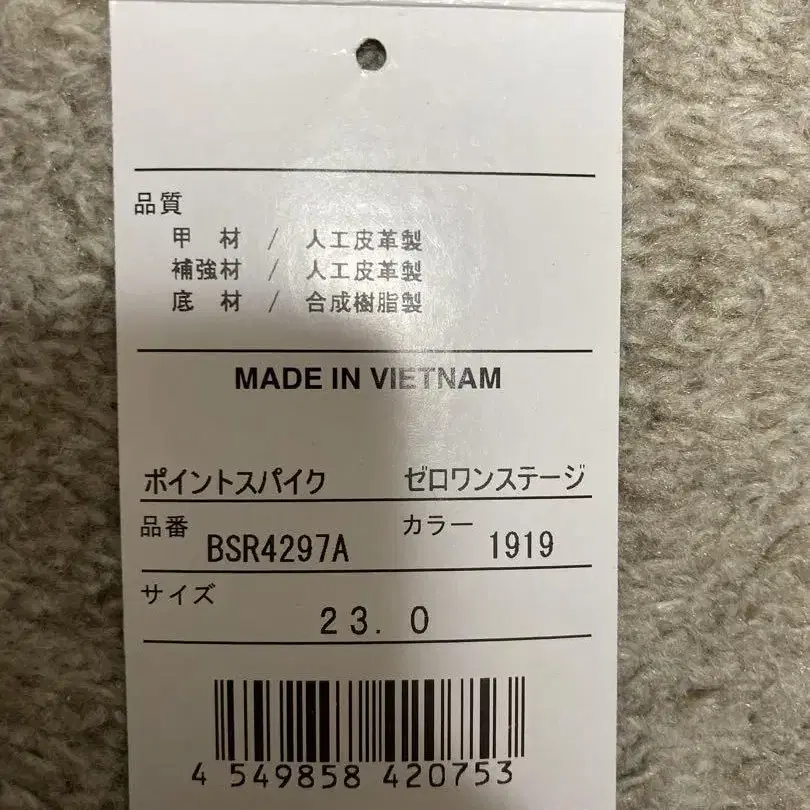 品質
甲 材 / 人工皮革製
補強材 / 人工皮革製
底 材 / 合成樹脂製
MADE IN VIETNAM
ポイントスパイク ゼロワンステージ
品番 BSR4297A カラー 1919
サイズ 23.0
4 549858 420753